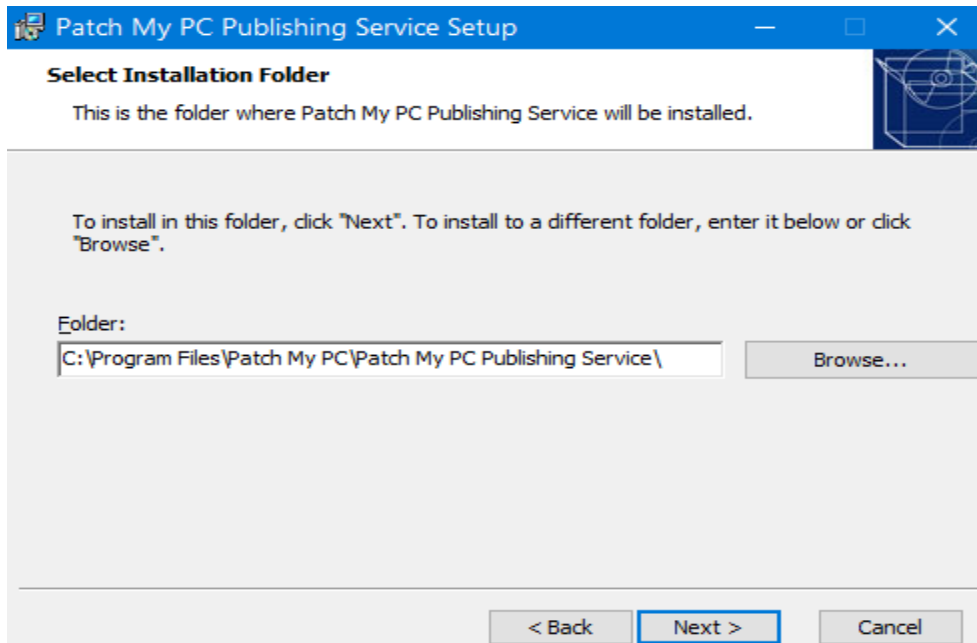 Patch My PC Publishing Service Setup
Select Installation Folder
This is the folder where Patch My PC Publishing Service will be installed.
To install in this folder, click "Next". To install to a different folder, enter it below or click
"Browse".
Folder:
C:\Program Files\Patch My PC\Patch My PC Publishing Service\
Browse...
< Back
Next >
Cancel